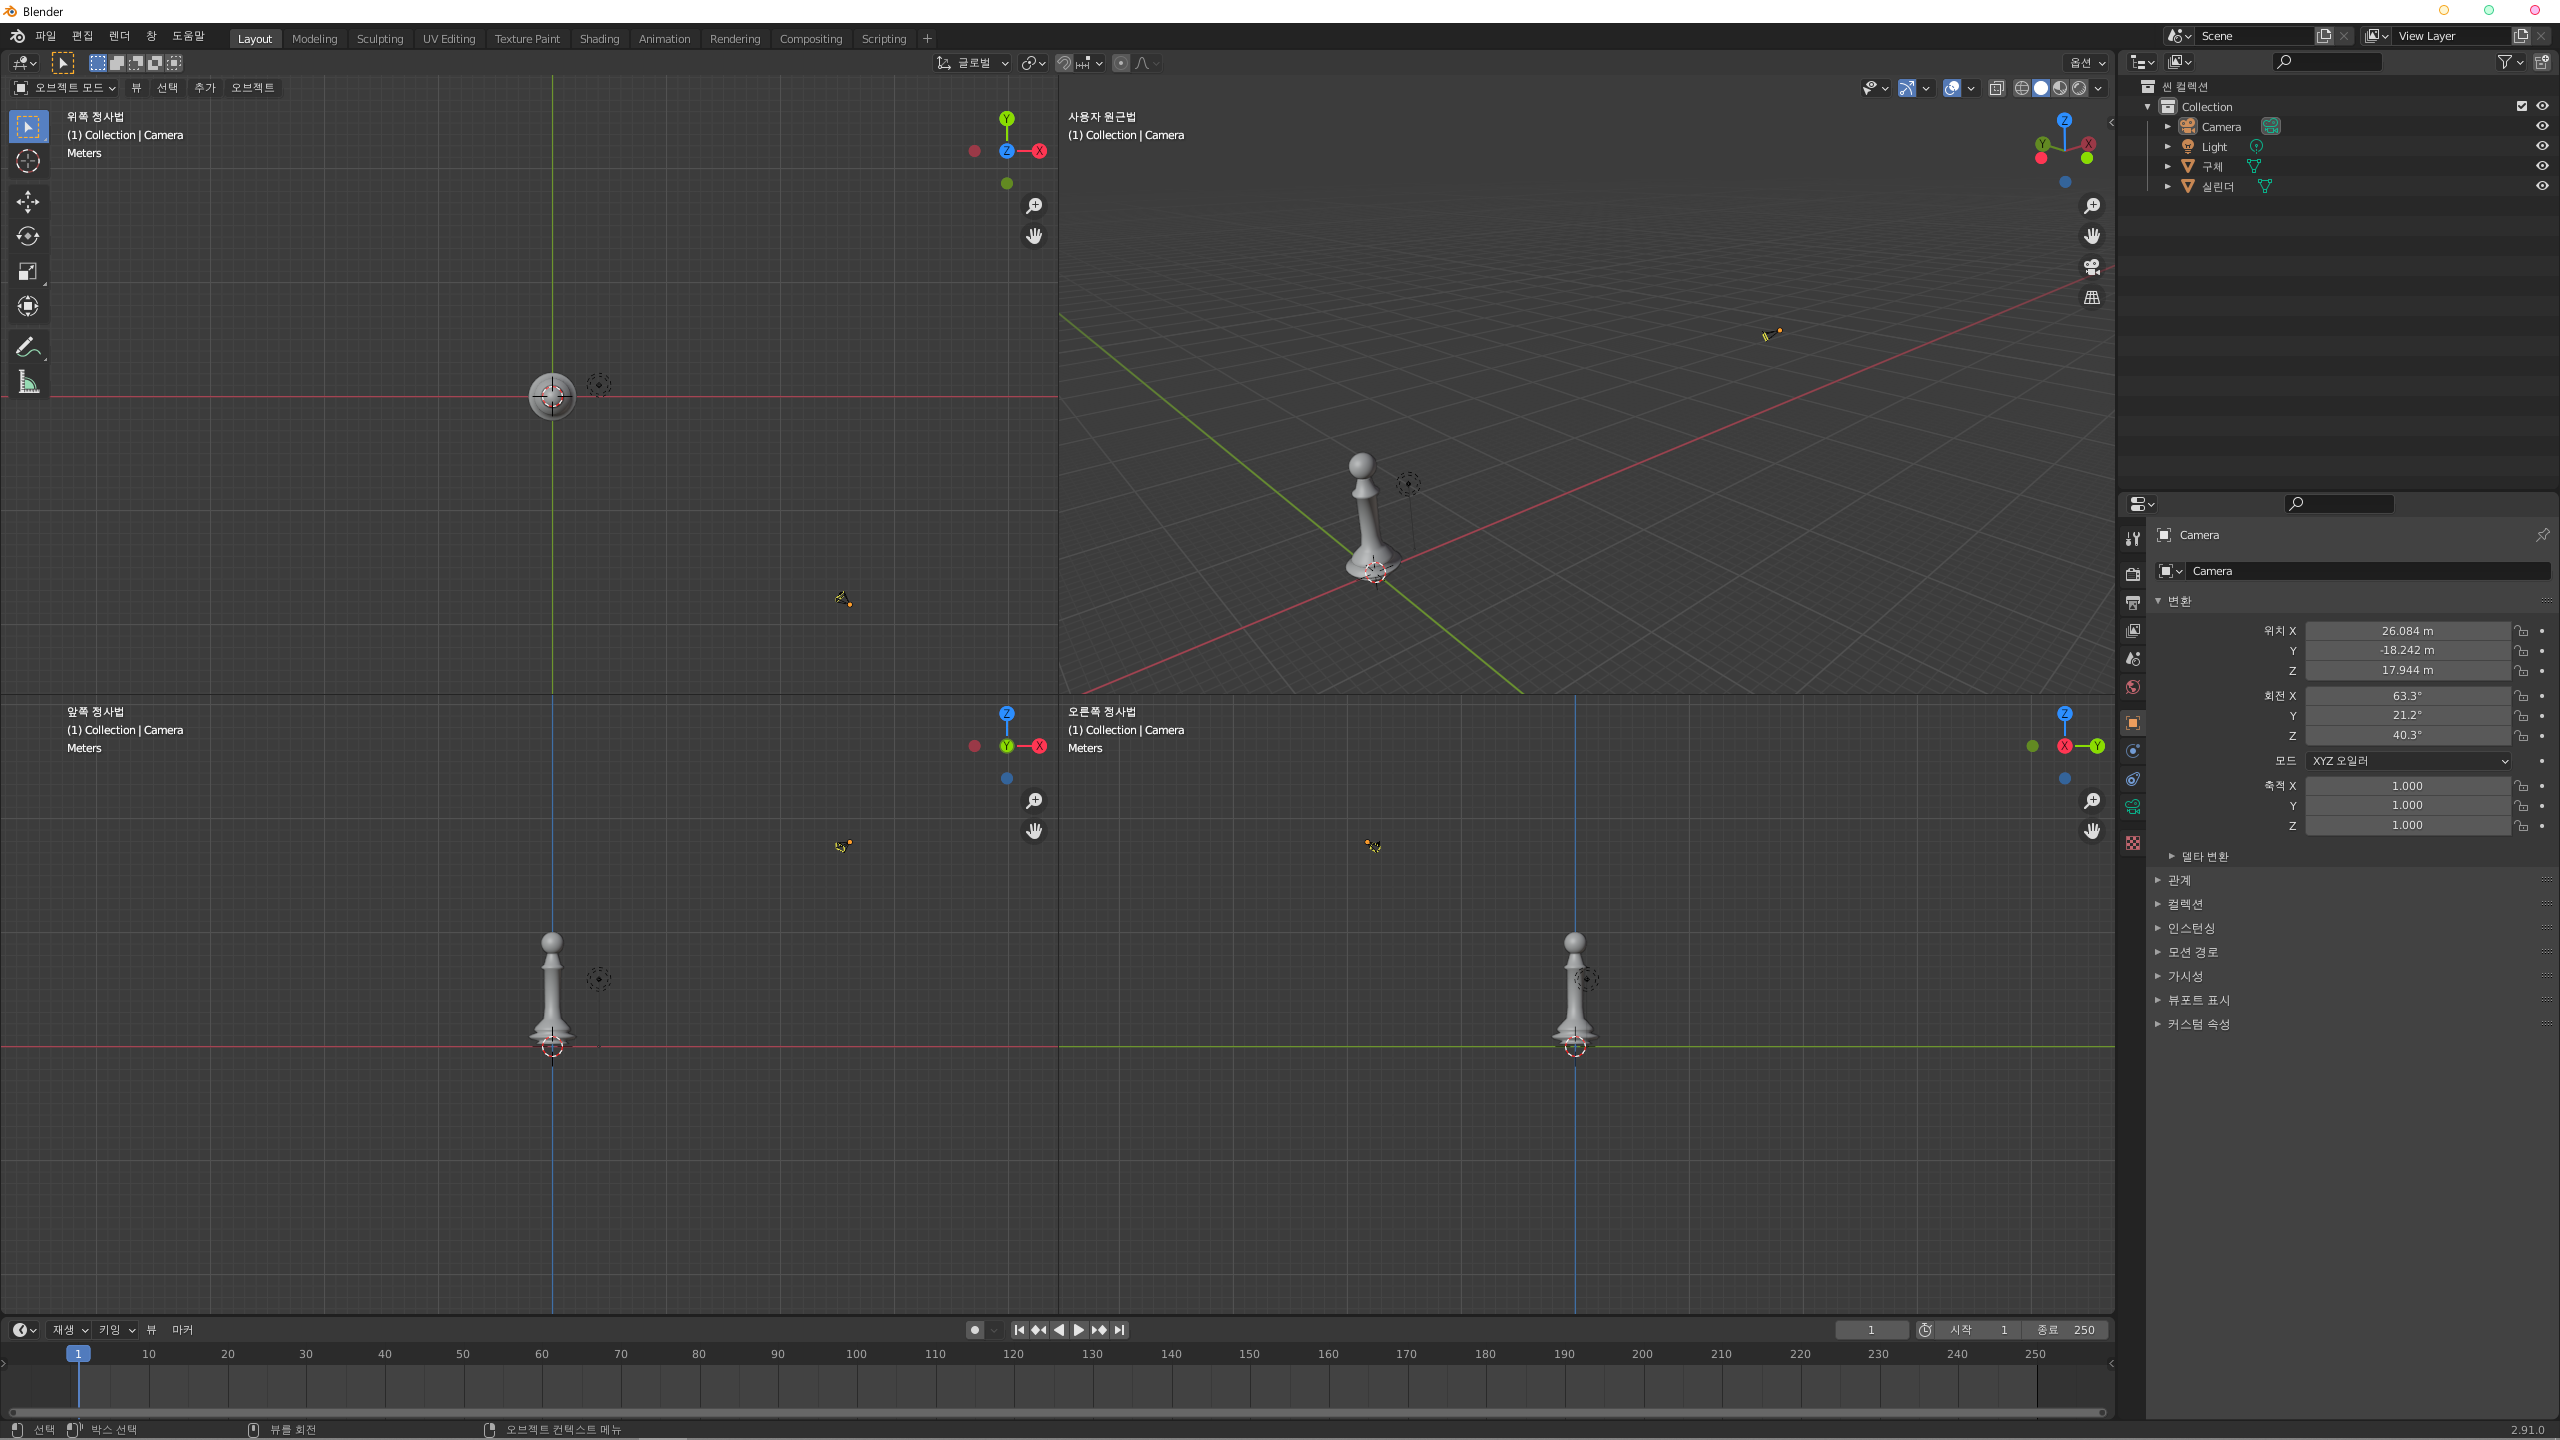 Blender
파일 편집 렌더 창 도움말 Layout Modeling Sculpting UV Editing Texture Paint Shading Animation Rendering Compositing Scripting + Scene View Layer
글로벌 옵션
오브젝트 모드 뷰 선택 추가 오브젝트
위쪽 정사법
(1) Collection | Camera
Meters
Y
Z X
사용자 원근법
(1) Collection | Camera
Z
Y X
앞쪽 정사법
(1) Collection | Camera
Meters
Z
Y X
오른쪽 정사법
(1) Collection | Camera
Meters
Z
X Y
씬 컬렉션
Collection
Camera
Light
구체
실린더
Camera
Camera
변환
위치 X 26.084 m
Y -18.242 m
Z 17.944 m
회전 X 63.3°
Y 21.2°
Z 40.3°
모드 XYZ 오일러
축적 X 1.000
Y 1.000
Z 1.000
델타 변환
관계
컬렉션
인스턴싱
모션 경로
가시성
뷰포트 표시
커스텀 속성
재생 키잉 뷰 마커 1 시작 1 종료 250
1 10 20 30 40 50 60 70 80 90 100 110 120 130 140 150 160 170 180 190 200 210 220 230 240 250
선택 박스 선택 뷰를 회전 오브젝트 컨텍스트 메뉴 2.91.0